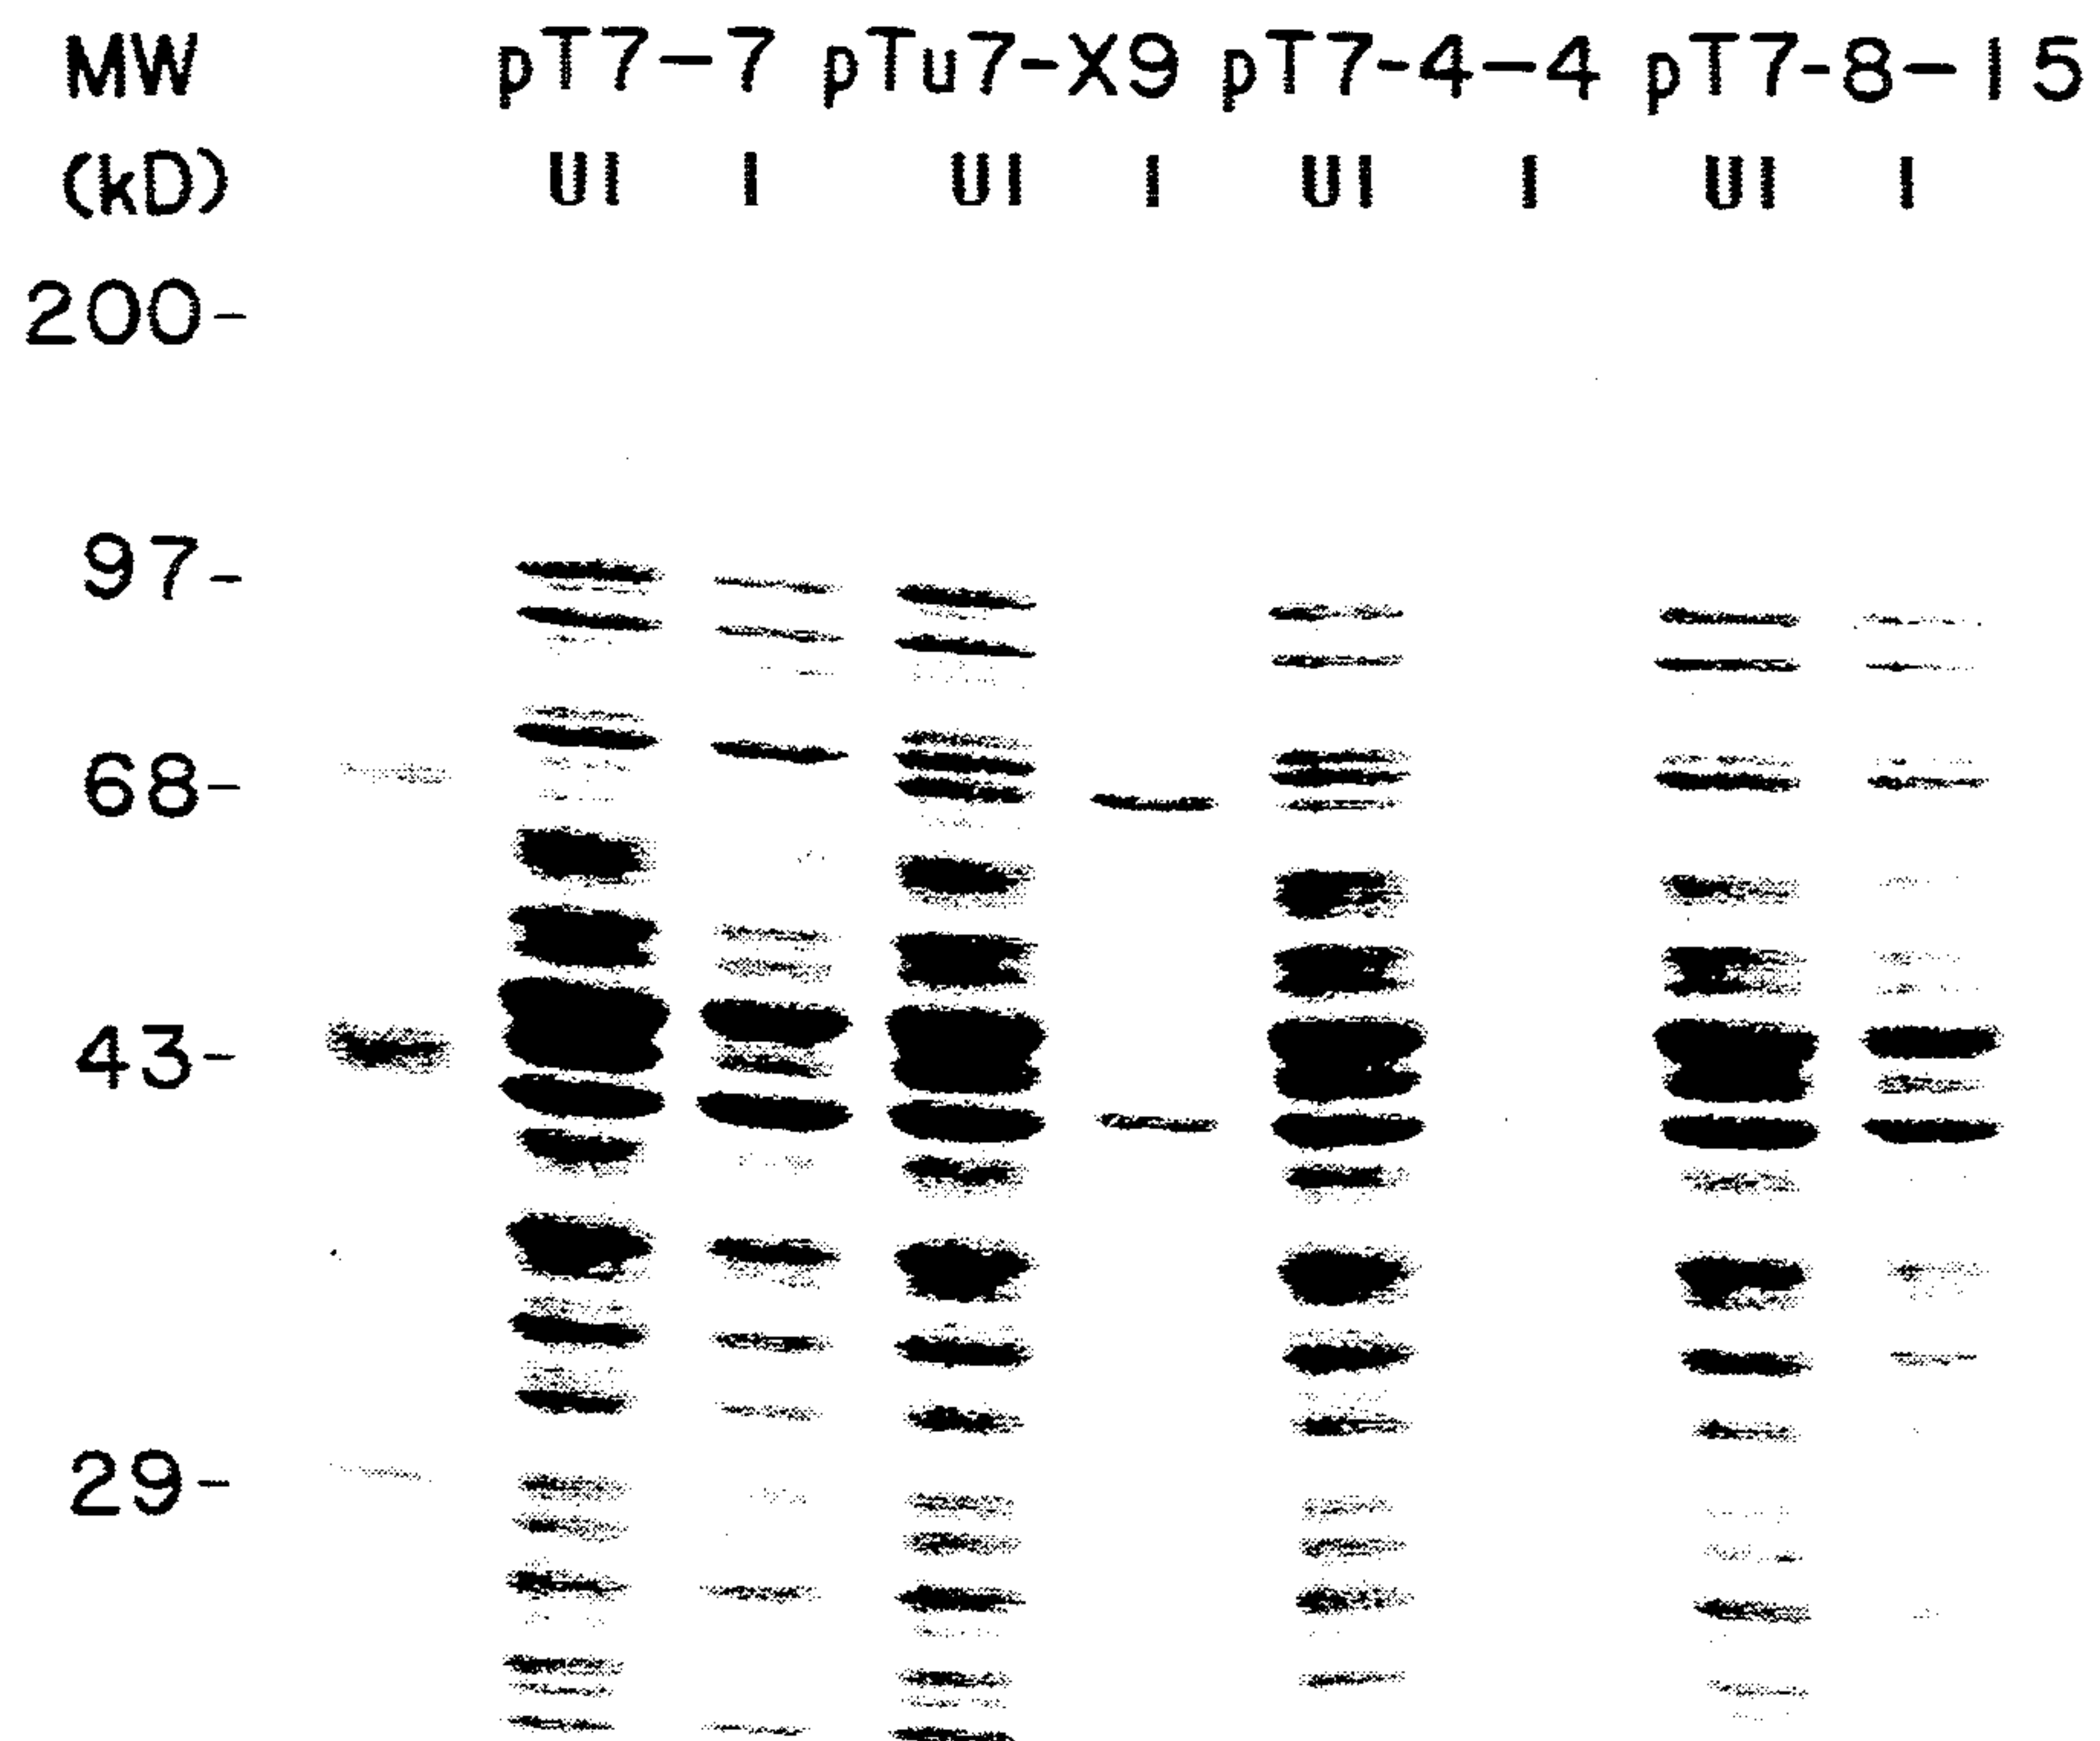 MW pT7-7 pTu7-X9 pT7-4-4 pT7-8-15
(kD) UI I UI I UI I UI I
200-
97-
68-
43-
29-